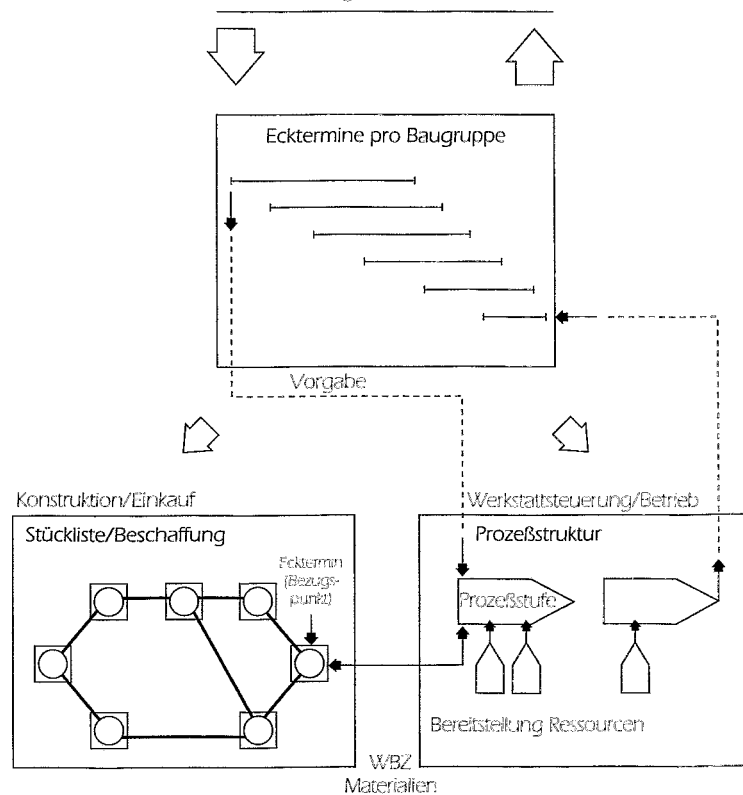 Ecktermine pro Baugruppe
Vorgabe
Konstruktion/Einkauf
Werkstattsteuerung/Betrieb
Stückliste/Beschaffung
Prozeßstruktur
Ecktermin
(Bezugs-
punkt)
Prozeßstufe
Bereitstellung Ressourcen
WBZ
Materialien